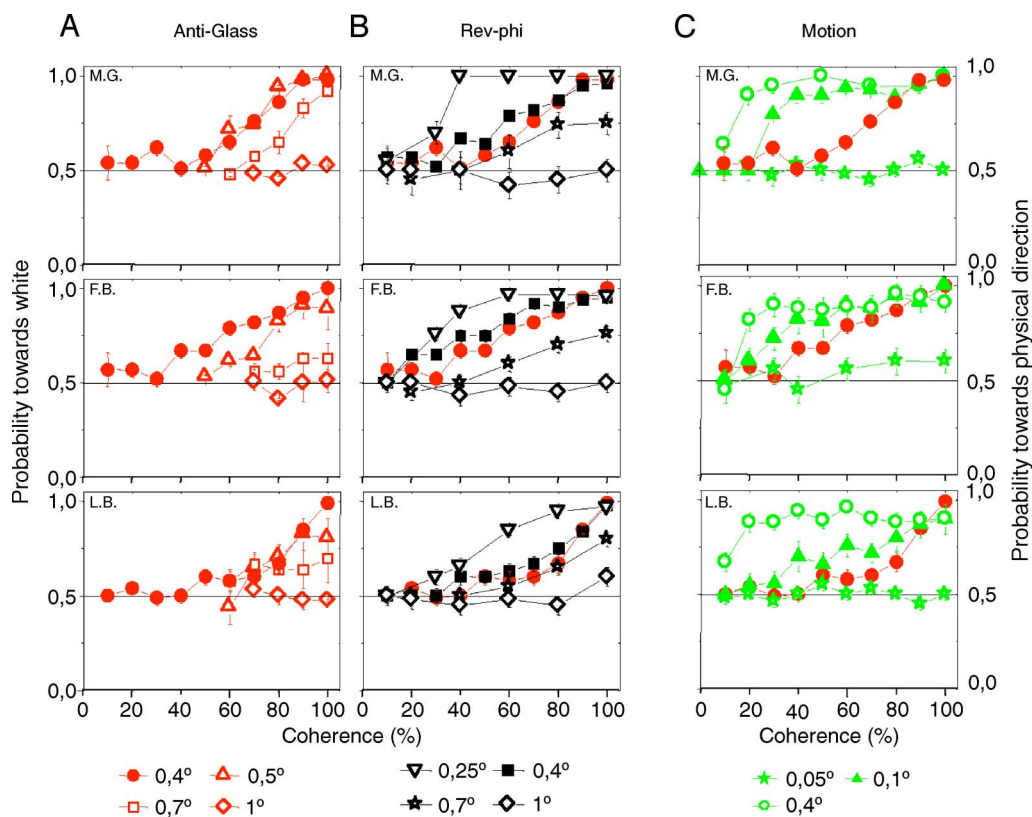 A Anti-Glass
B Rev-phi
C Motion
M.G. M.G. M.G.
1,0 1,0
0,5 0,5
0,0 0,0
F.B. F.B. F.B.
1,0 1,0
0,5 0,5
0,0 0,0
L.B. L.B. L.B.
1,0 1,0
0,5 0,5
0,0 0,0
Probability towards white
Probability towards physical direction
0 20 40 60 80 100 0 20 40 60 80 100 0 20 40 60 80 100
Coherence (%) Coherence (%) Coherence (%)
0,4º 0,5º
0,7º 1º
0,25º 0,4º
0,7º 1º
0,05º 0,1º
0,4º